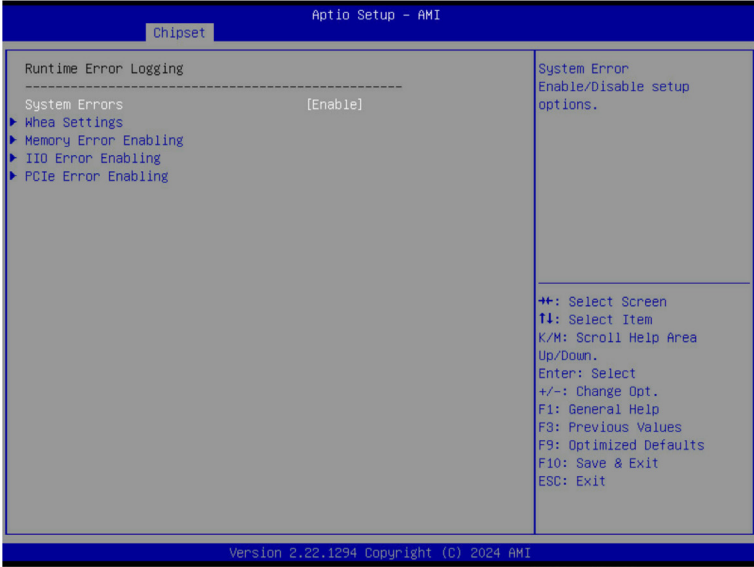 Aptio Setup – AMI
Chipset
Runtime Error Logging
--------------------------------------------------
System Errors [Enable]
Whea Settings
Memory Error Enabling
IIO Error Enabling
PCIe Error Enabling
System Error
Enable/Disable setup
options.
→←: Select Screen
↑↓: Select Item
K/M: Scroll Help Area
Up/Down.
Enter: Select
+/-: Change Opt.
F1: General Help
F3: Previous Values
F9: Optimized Defaults
F10: Save & Exit
ESC: Exit
Version 2.22.1294 Copyright (C) 2024 AMI